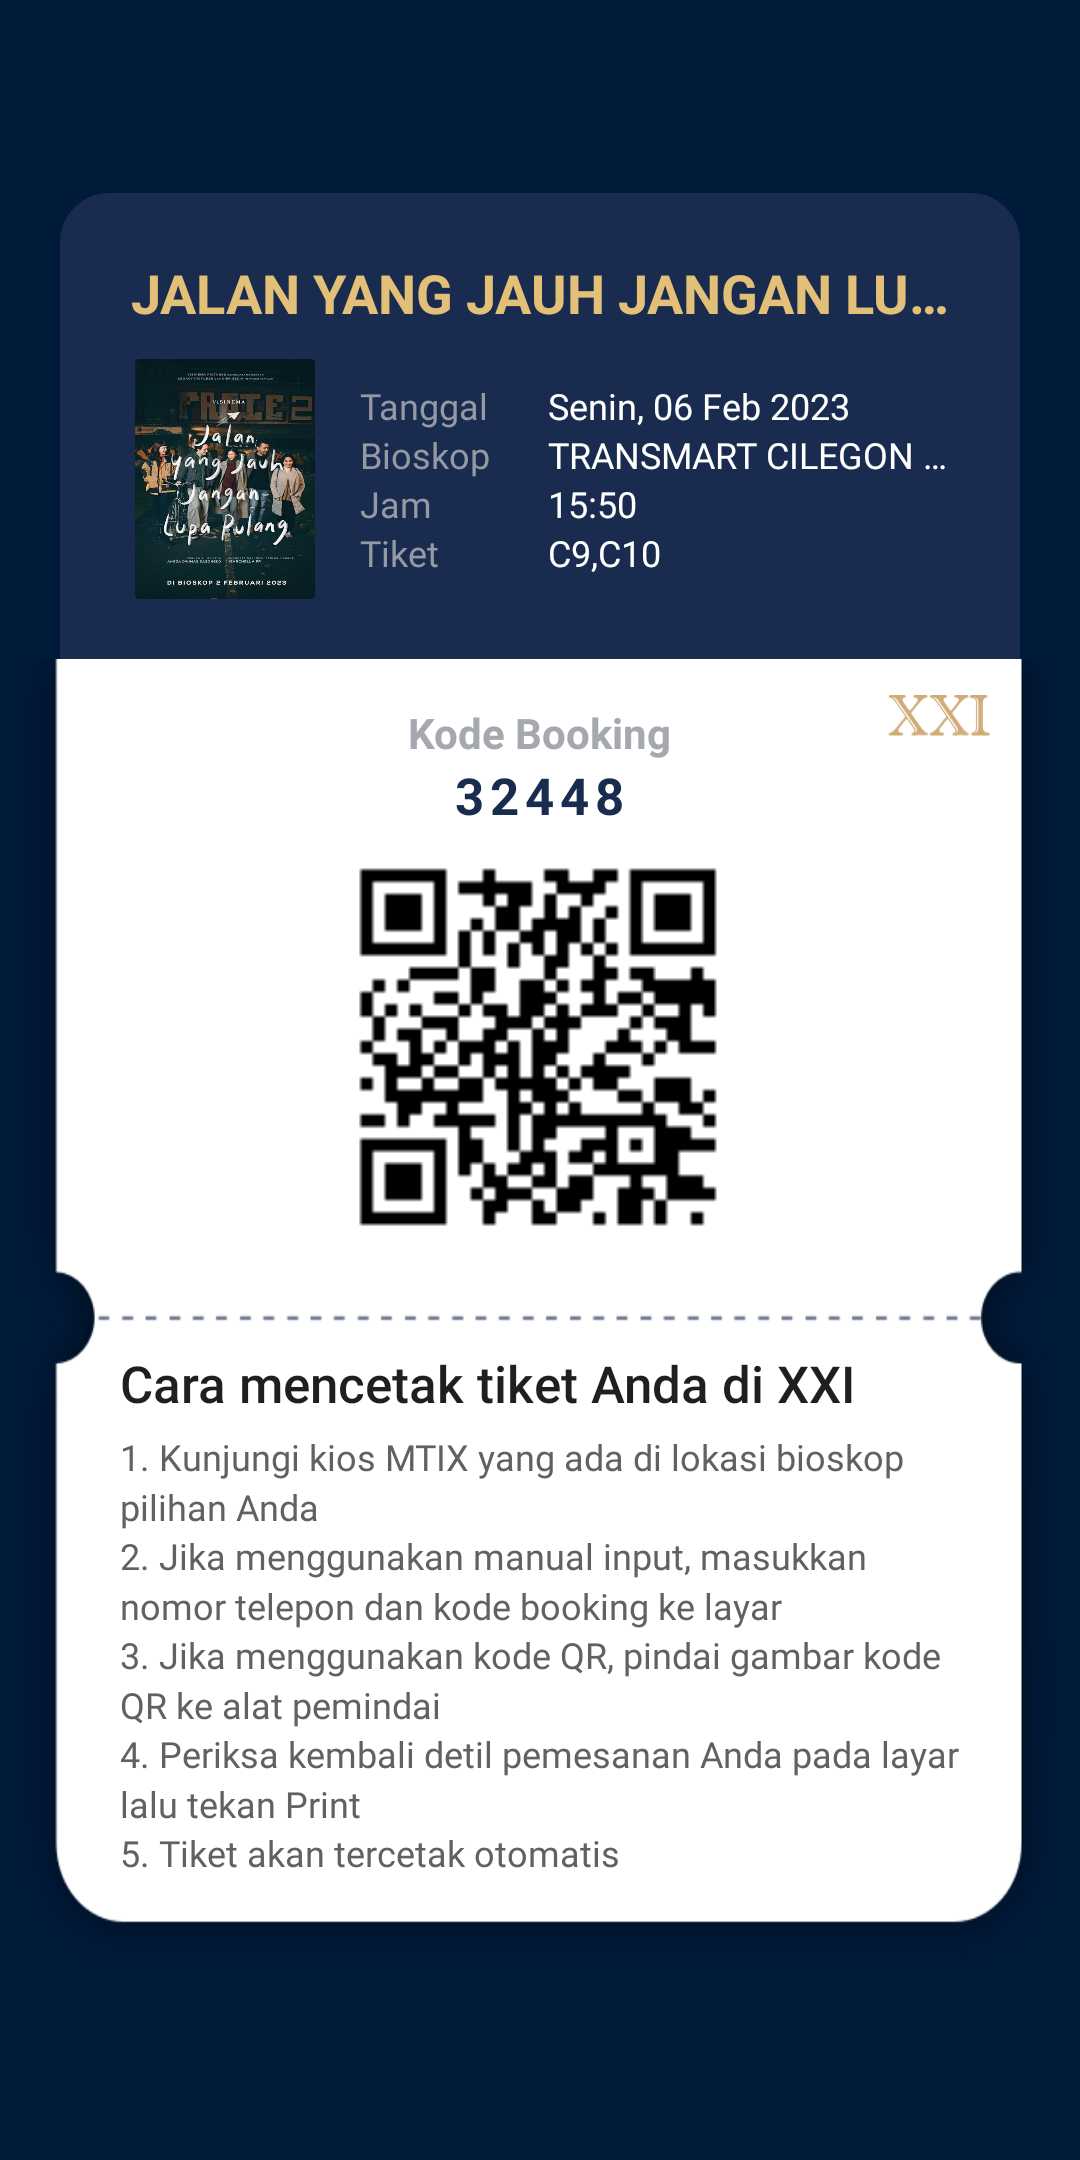 JALAN YANG JAUH JANGAN LU...
VISINEMA
Jalan
yang Jauh
Jangan
Lupa Pulang
DI BIOSKOP 2 FEBRUARI 2023
Tanggal Senin, 06 Feb 2023
Bioskop TRANSMART CILEGON ...
Jam 15:50
Tiket C9,C10
XXI
Kode Booking
32448
Cara mencetak tiket Anda di XXI
1. Kunjungi kios MTIX yang ada di lokasi bioskop
pilihan Anda
2. Jika menggunakan manual input, masukkan
nomor telepon dan kode booking ke layar
3. Jika menggunakan kode QR, pindai gambar kode
QR ke alat pemindai
4. Periksa kembali detil pemesanan Anda pada layar
lalu tekan Print
5. Tiket akan tercetak otomatis